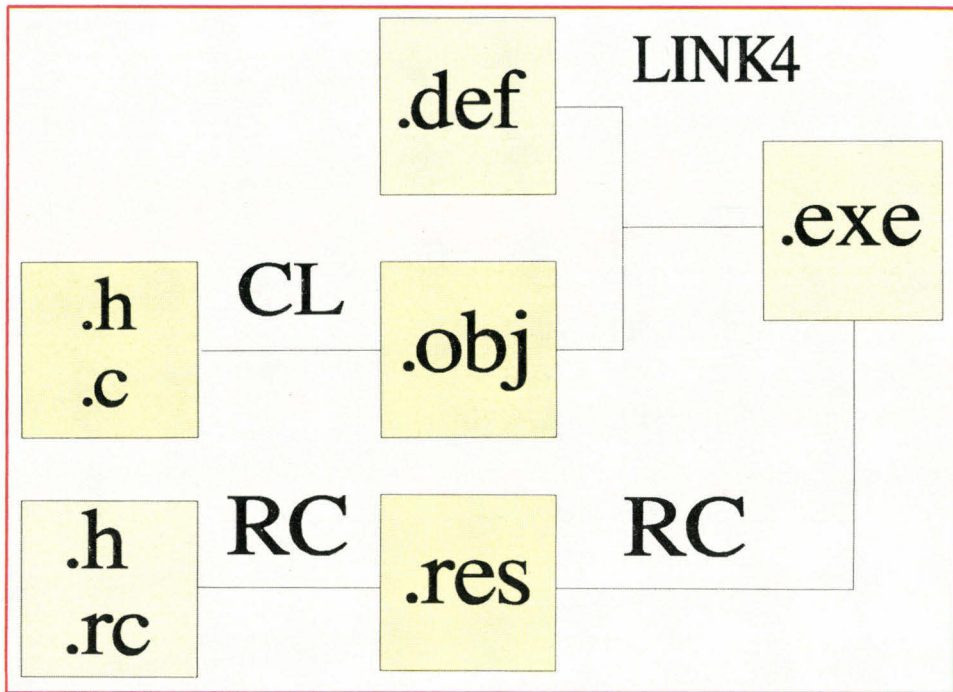 .def
LINK4
.exe
.h
.c
CL
.obj
.h
.rc
RC
.res
RC